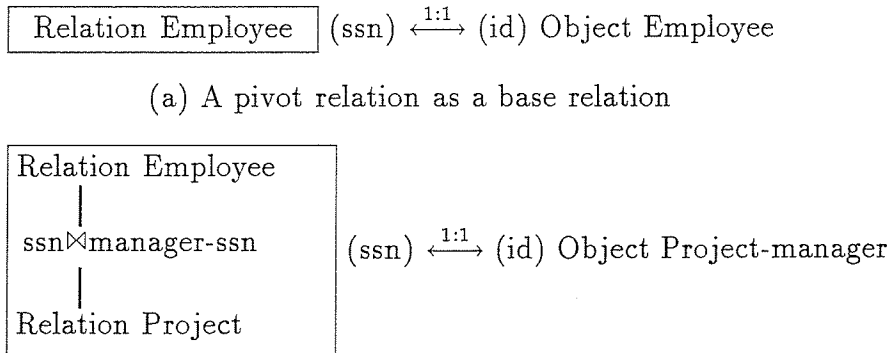 Relation Employee (ssn) ⟷ 1:1 (id) Object Employee
(a) A pivot relation as a base relation
Relation Employee
ssn⋈manager-ssn (ssn) ⟷ 1:1 (id) Object Project-manager
Relation Project